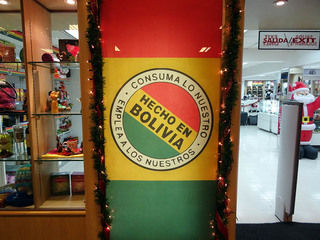 CONSUMA LO NUESTRO
HECHO EN
BOLIVIA
EMPLEA A LOS NUESTROS
SALIDA/EXIT